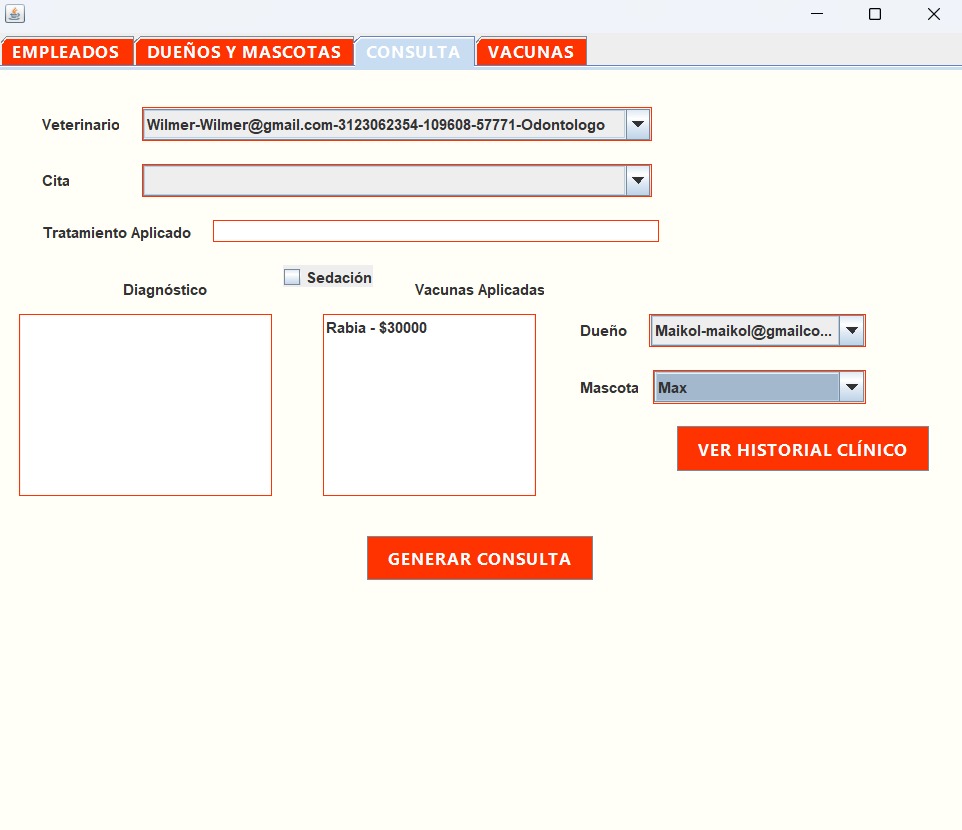 EMPLEADOS
DUEÑOS Y MASCOTAS
CONSULTA
VACUNAS
Veterinario
Wilmer-Wilmer@gmail.com-3123062354-109608-57771-Odontologo
Cita
Tratamiento Aplicado
Sedación
Diagnóstico
Vacunas Aplicadas
Rabia - $30000
Dueño
Maikol-maikol@gmailco...
Mascota
Max
VER HISTORIAL CLÍNICO
GENERAR CONSULTA